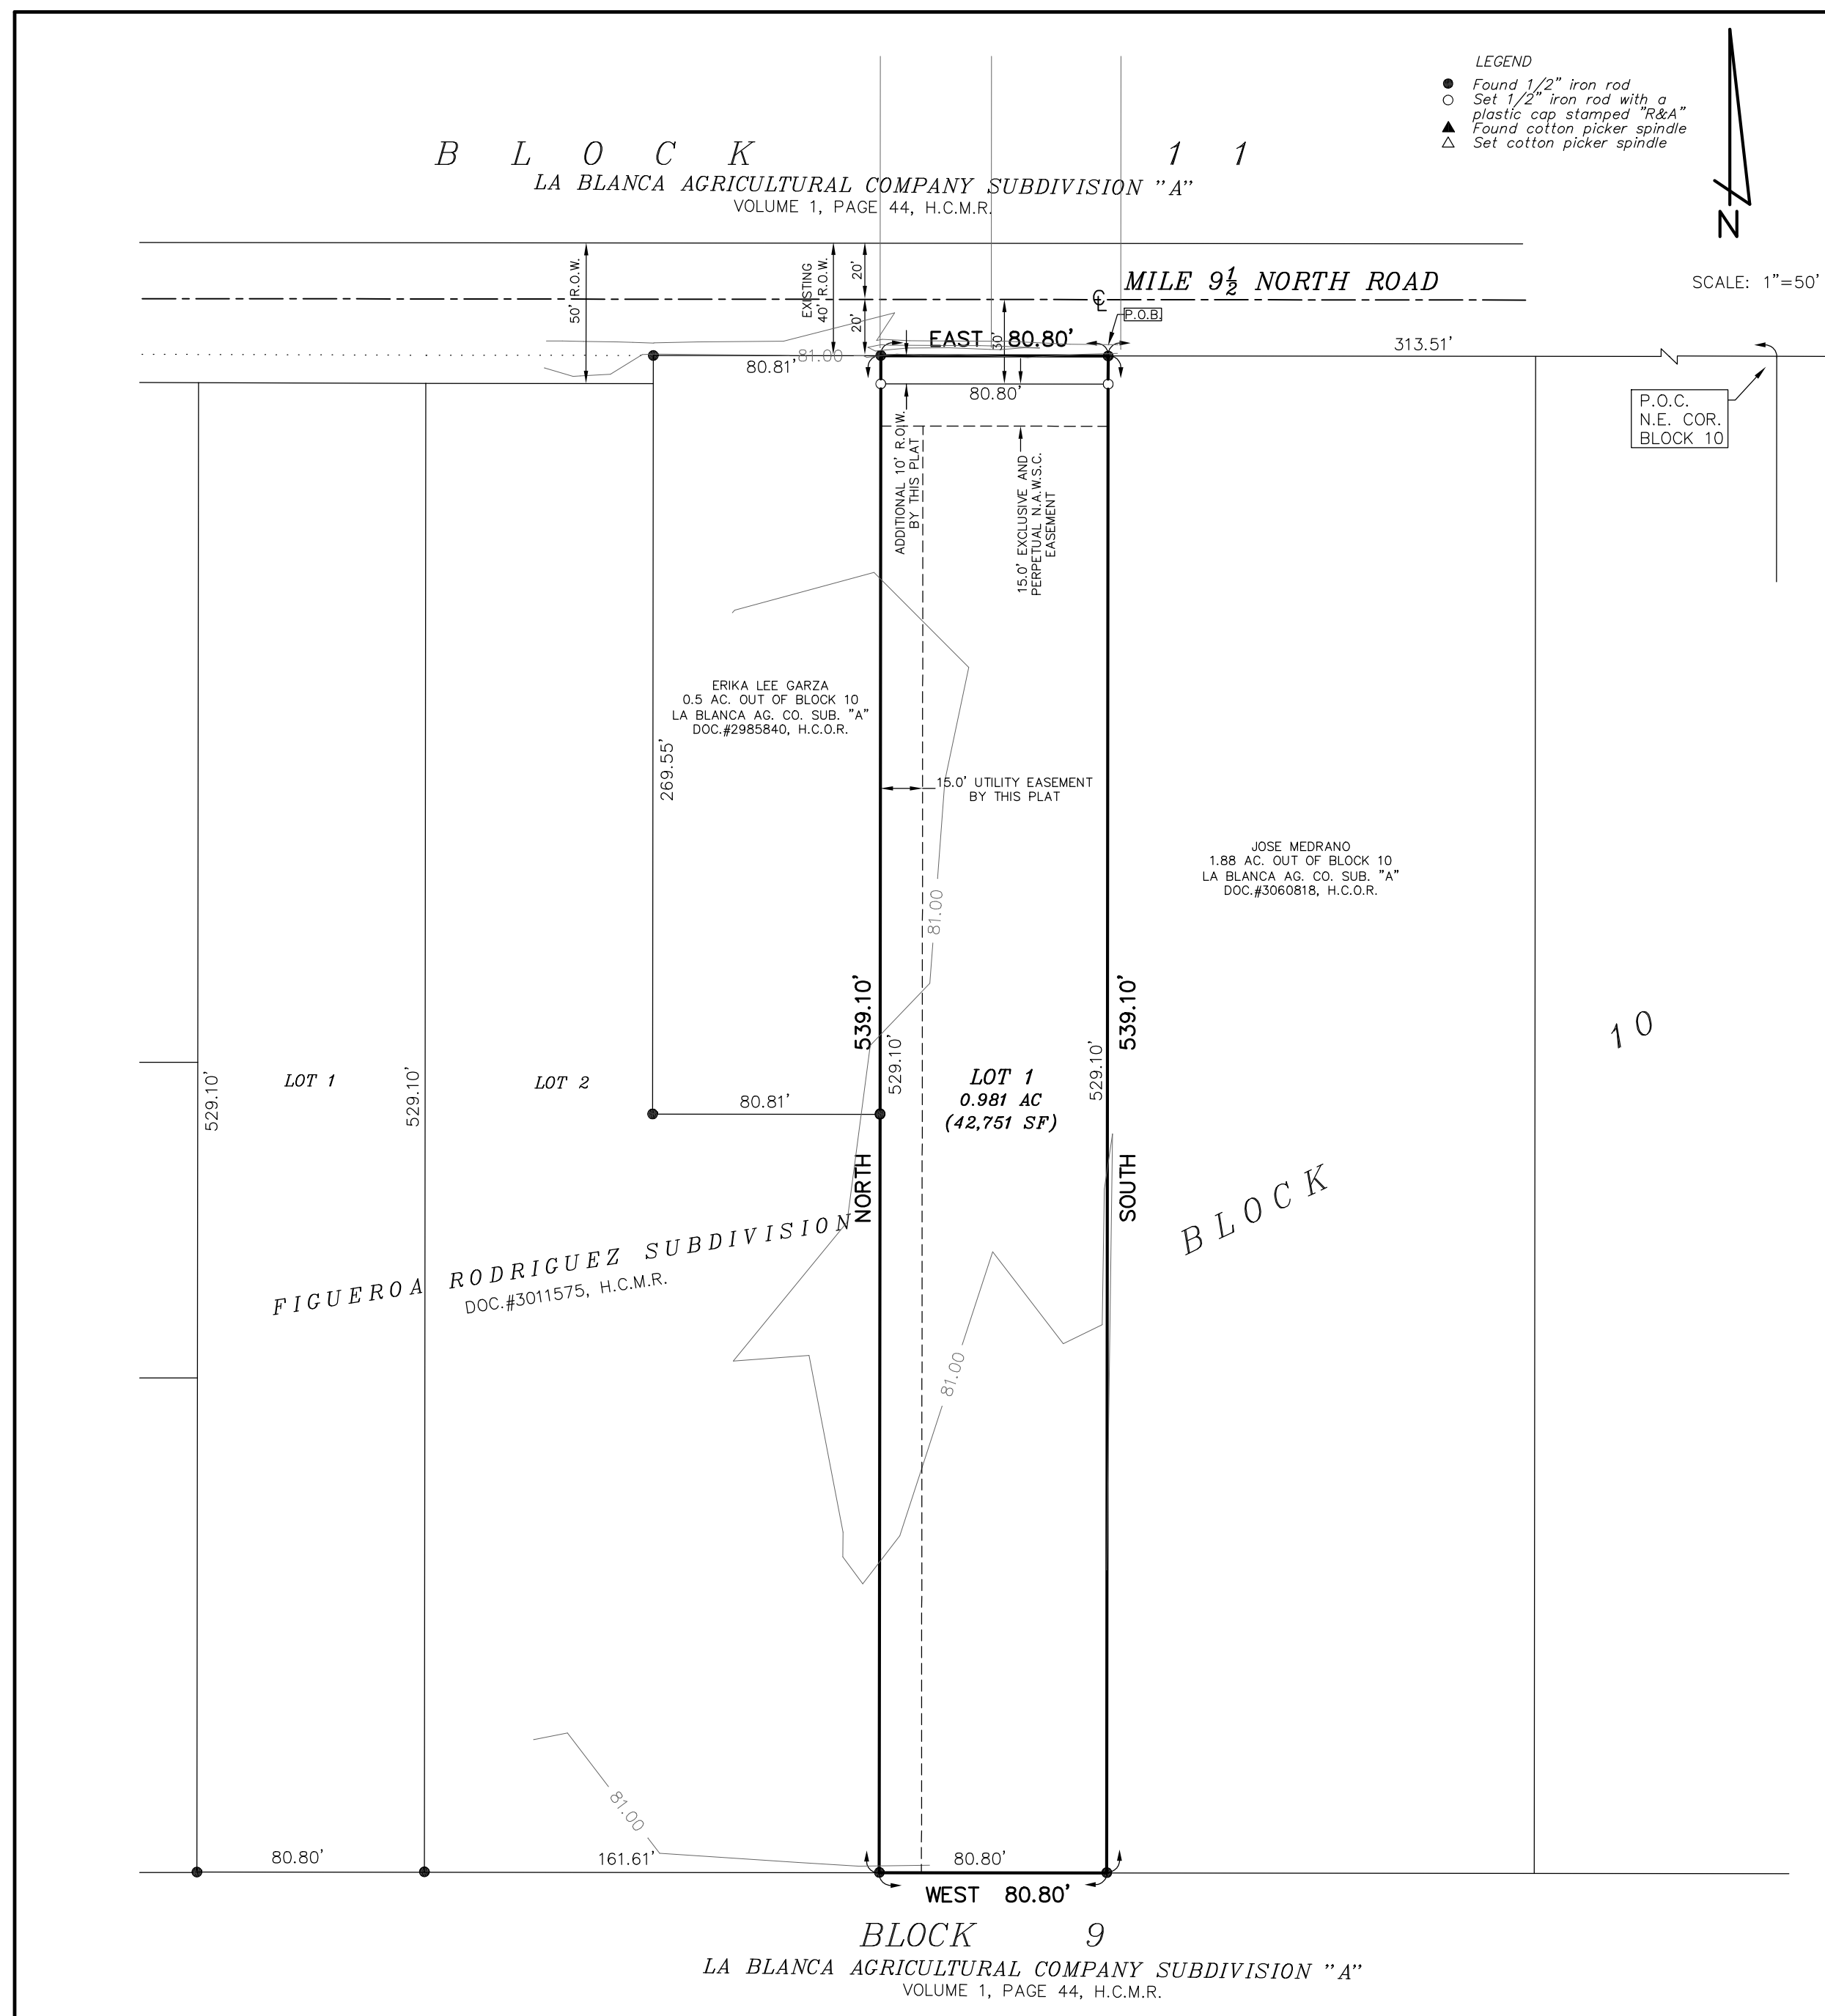 LEGEND
Found 1/2" iron rod
Set 1/2" iron rod with a
plastic cap stamped "R&A"
Found cotton picker spindle
Set cotton picker spindle
N
SCALE: 1"=50'
BLOCK 11
LA BLANCA AGRICULTURAL COMPANY SUBDIVISION "A"
VOLUME 1, PAGE 44, H.C.M.R.
50' R.O.W.
EXISTING
40' R.O.W.
20'
20'
℄
MILE 9½ NORTH ROAD
P.O.B.
EAST 80.80'
30'
313.51'
81.00
80.81'
80.80'
P.O.C.
N.E. COR.
BLOCK 10
ADDITIONAL 10' R.O.W.
BY THIS PLAT
15.0' EXCLUSIVE AND
PERPETUAL N.A.W.S.C.
EASEMENT
ERIKA LEE GARZA
0.5 AC. OUT OF BLOCK 10
LA BLANCA AG. CO. SUB. "A"
DOC.#2985840, H.C.O.R.
269.55'
15.0' UTILITY EASEMENT
BY THIS PLAT
JOSE MEDRANO
1.88 AC. OUT OF BLOCK 10
LA BLANCA AG. CO. SUB. "A"
DOC.#3060818, H.C.O.R.
81.00
NORTH 539.10'
529.10'
529.10'
SOUTH 539.10'
LOT 1
0.981 AC
(42,751 SF)
529.10'
LOT 1
529.10'
LOT 2
80.81'
BLOCK 10
FIGUEROA RODRIGUEZ SUBDIVISION
DOC.#3011575, H.C.M.R.
81.00
81.00
80.80'
161.61'
80.80'
WEST 80.80'
BLOCK 9
LA BLANCA AGRICULTURAL COMPANY SUBDIVISION "A"
VOLUME 1, PAGE 44, H.C.M.R.